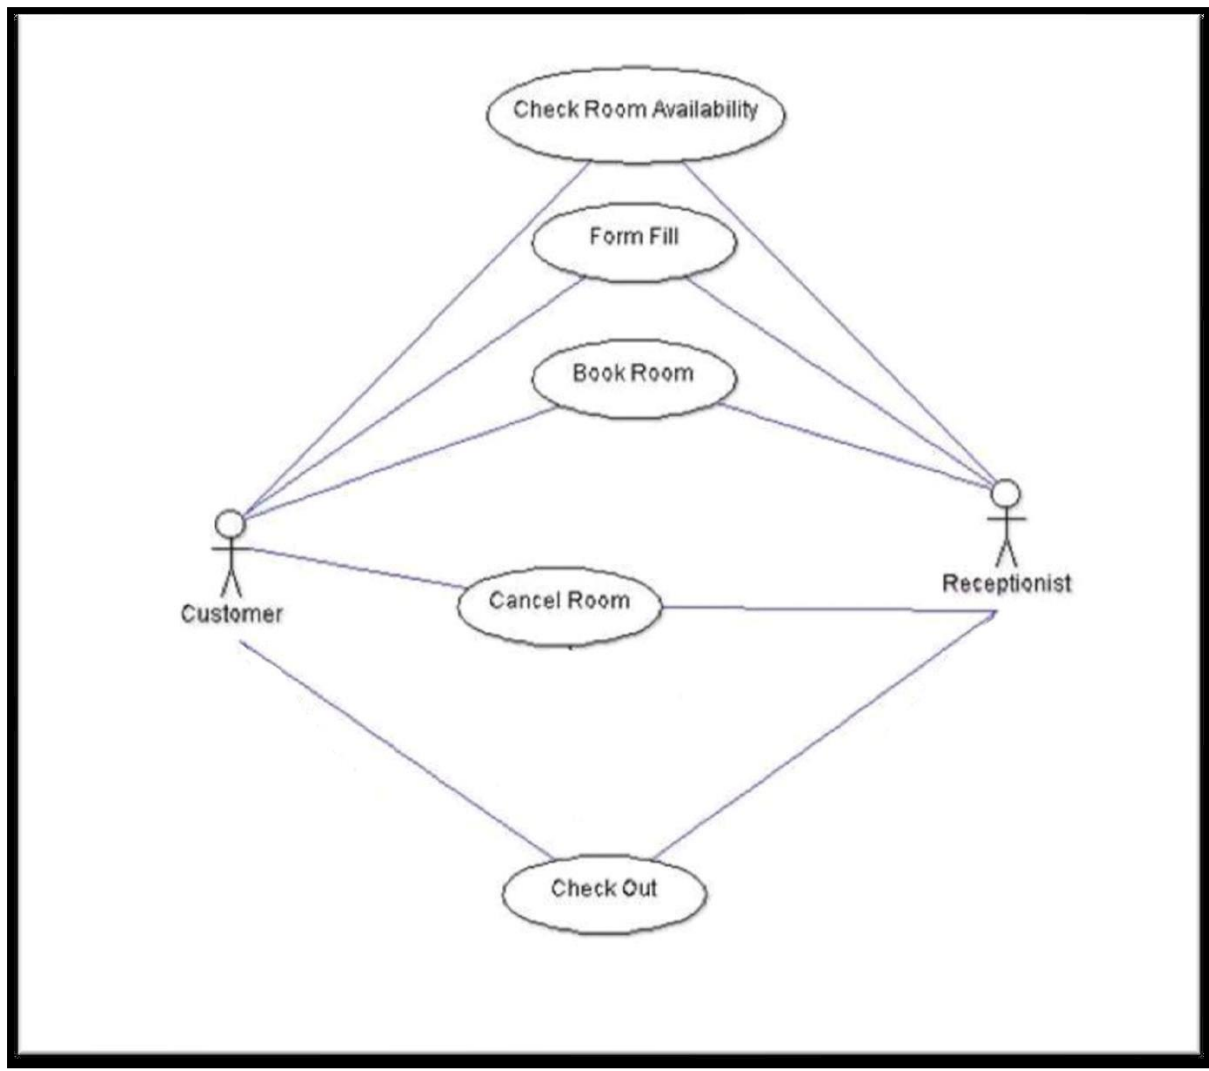 Check Room Availability
Form Fill
Book Room
Receptionist
Cancel Room
Customer
Check Out